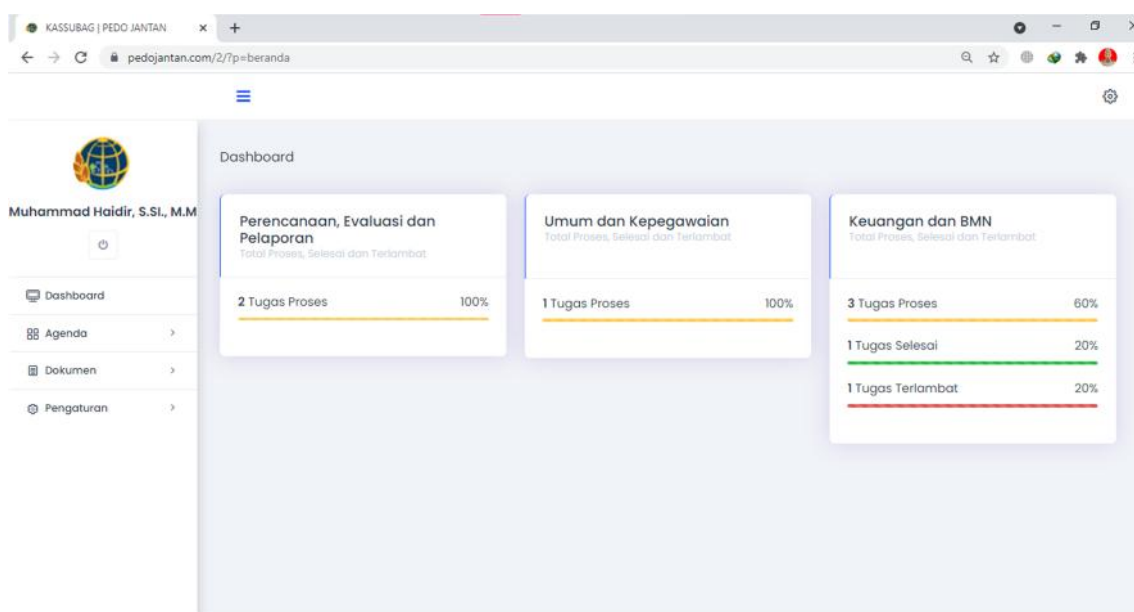 KASSUBAG | PEDO JANTAN
pedojantan.com/2/?p=beranda
Muhammad Haidir, S.SI., M.M
Dashboard
Agenda
Dokumen
Pengaturan
Dashboard
Perencanaan, Evaluasi dan
Pelaporan
Total Proses, Selesai dan Terlambat
2 Tugas Proses 100%
Umum dan Kepegawaian
Total Proses, Selesai dan Terlambat
1 Tugas Proses 100%
Keuangan dan BMN
Total Proses, Selesai dan Terlambat
3 Tugas Proses 60%
1 Tugas Selesai 20%
1 Tugas Terlambat 20%